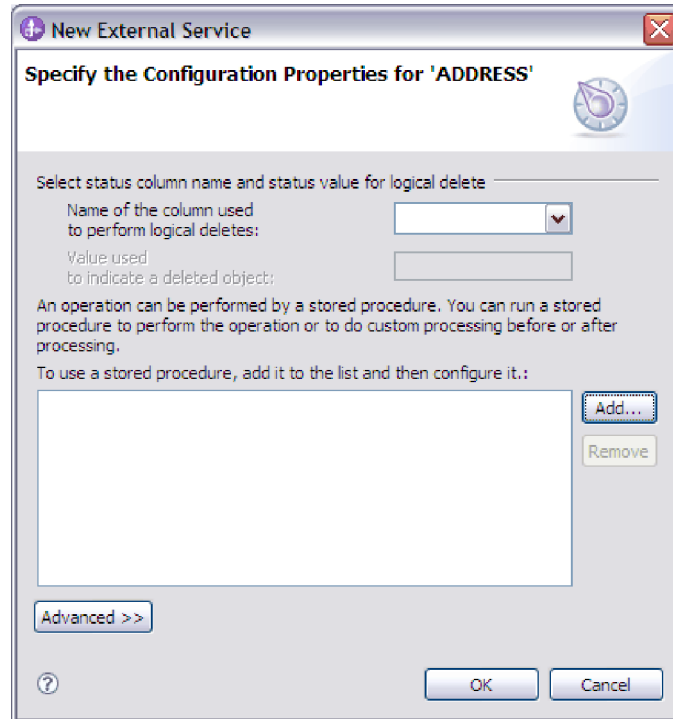 New External Service
Specify the Configuration Properties for 'ADDRESS'
Select status column name and status value for logical delete
Name of the column used
to perform logical deletes:
Value used
to indicate a deleted object:
An operation can be performed by a stored procedure. You can run a stored
procedure to perform the operation or to do custom processing before or after
processing.
To use a stored procedure, add it to the list and then configure it.:
Add...
Remove
Advanced >>
?
OK
Cancel